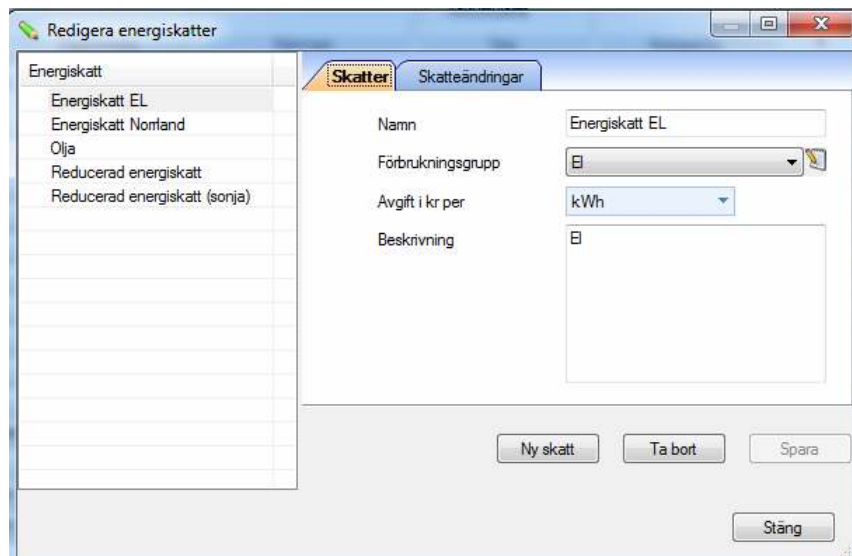 Redigera energiskatter
Energiskatt
Energiskatt EL
Energiskatt Norrland
Olja
Reducerad energiskatt
Reducerad energiskatt (sonja)
Skatter
Skatteändringar
Namn
Energiskatt EL
Förbrukningsgrupp
El
Avgift i kr per
kWh
Beskrivning
El
Ny skatt
Ta bort
Spara
Stäng